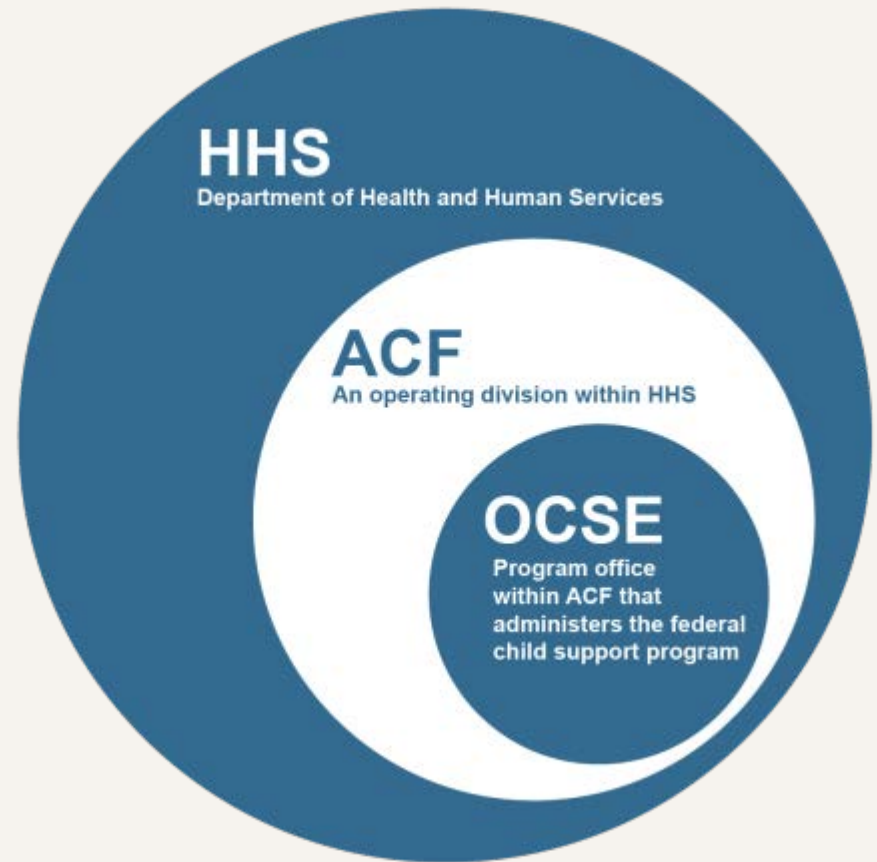 HHS
Department of Health and Human Services
ACF
An operating division within HHS
OCSE
Program office
within ACF that
administers the federal
child support program